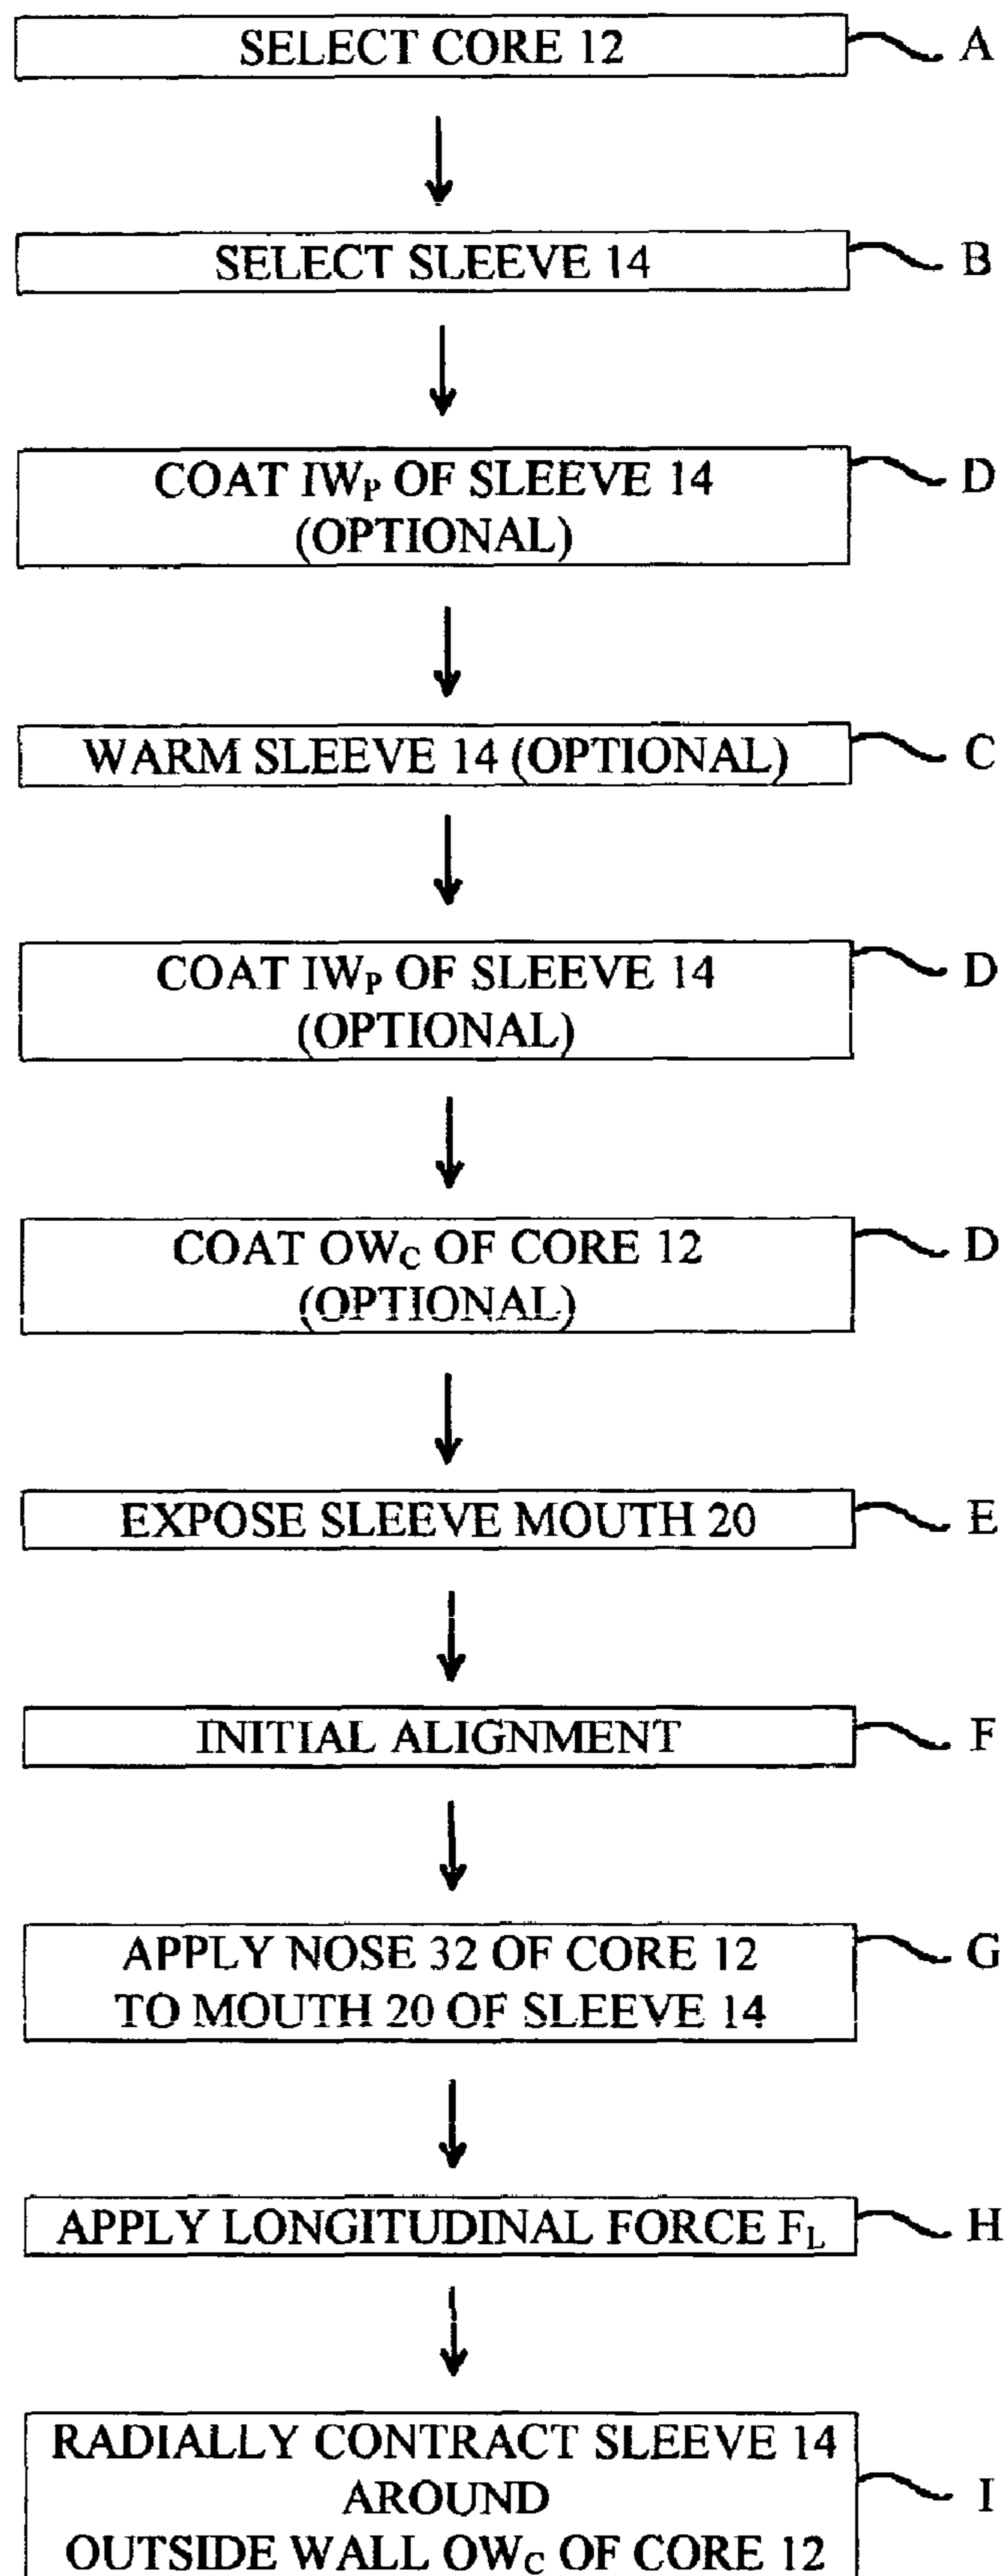 SELECT CORE 12
A
SELECT SLEEVE 14
B
COAT IWP OF SLEEVE 14
(OPTIONAL)
D
WARM SLEEVE 14 (OPTIONAL)
C
COAT IWP OF SLEEVE 14
(OPTIONAL)
D
COAT OWC OF CORE 12
(OPTIONAL)
D
EXPOSE SLEEVE MOUTH 20
E
INITIAL ALIGNMENT
F
APPLY NOSE 32 OF CORE 12
TO MOUTH 20 OF SLEEVE 14
G
APPLY LONGITUDINAL FORCE FL
H
RADIALLY CONTRACT SLEEVE 14
AROUND
OUTSIDE WALL OWC OF CORE 12
I